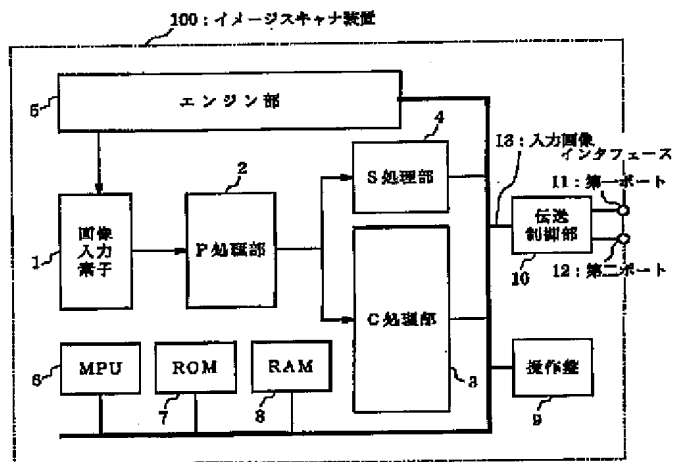 100:イメージスキャナ装置
エンジン部
5
4
S処理部
13:入力画像
インタフェース
11:第一ポート
2
画像
入力
素子
1
P処理部
伝送
制御部
10
12:第二ポート
C処理部
3
MPU
6
ROM
7
RAM
8
操作盤
9